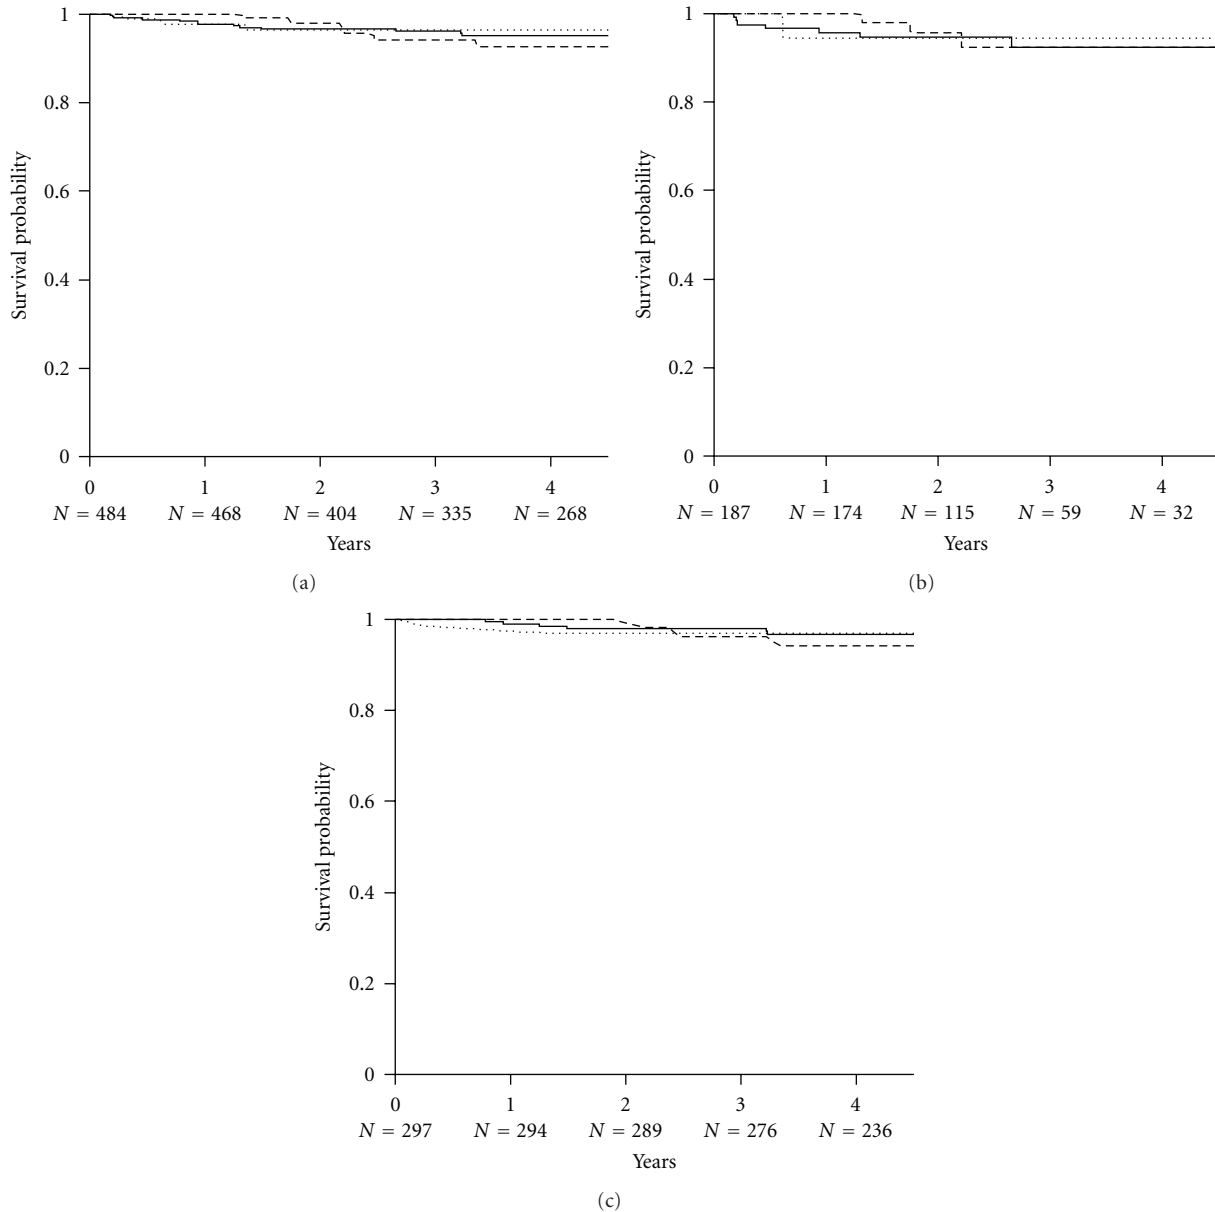 1
0.8
0.6
0.4
0.2
0
Survival probability
0 1 2 3 4
N = 484 N = 468 N = 404 N = 335 N = 268
Years
(a)
1
0.8
0.6
0.4
0.2
0
Survival probability
0 1 2 3 4
N = 187 N = 174 N = 115 N = 59 N = 32
Years
(b)
1
0.8
0.6
0.4
0.2
0
Survival probability
0 1 2 3 4
N = 297 N = 294 N = 289 N = 276 N = 236
Years
(c)